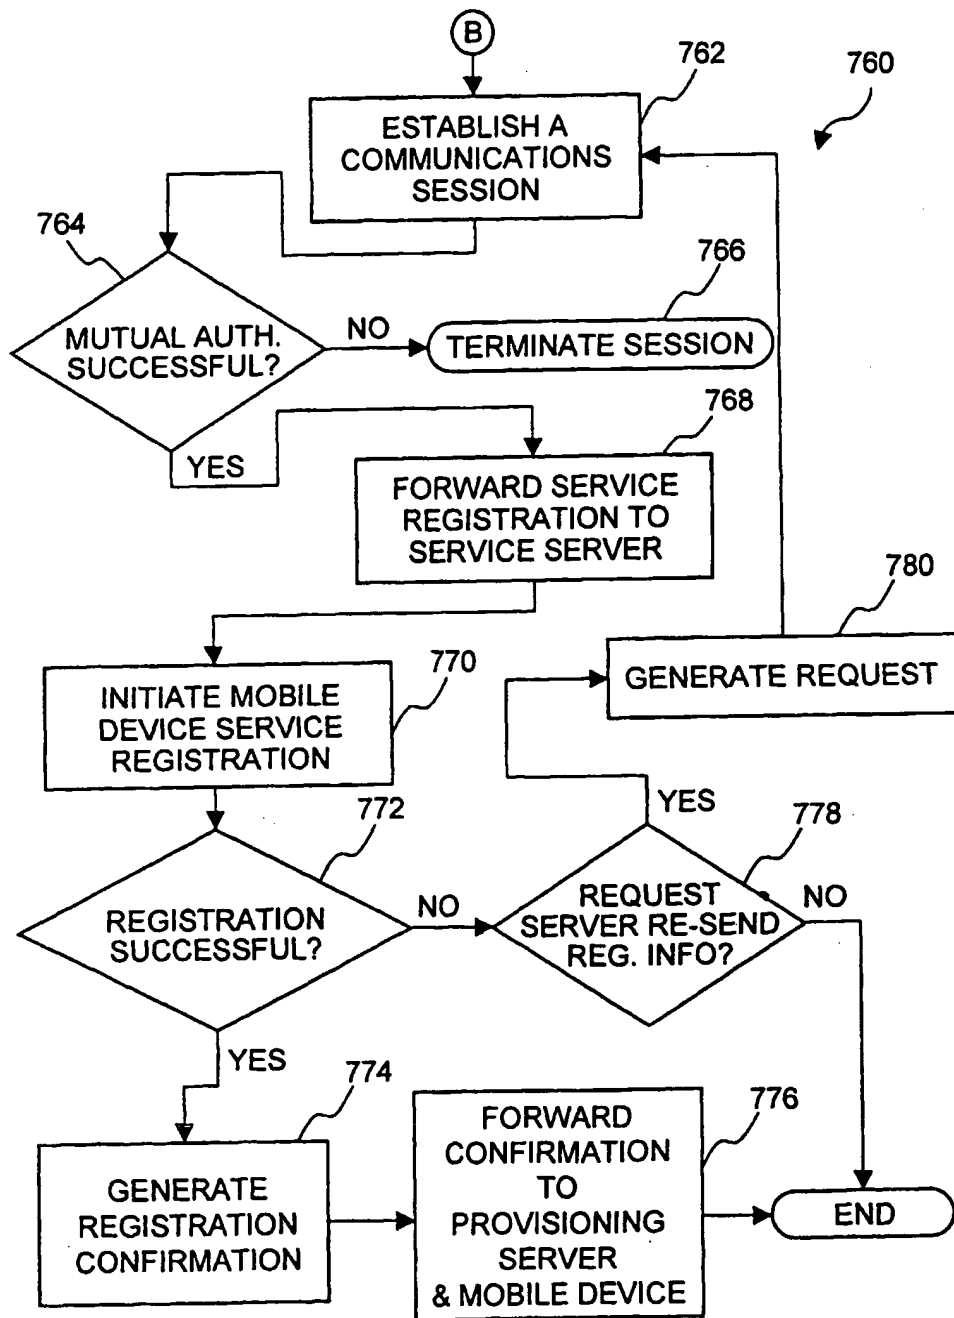 B
762
760
ESTABLISH A
COMMUNICATIONS
SESSION
764
766
MUTUAL AUTH.
SUCCESSFUL?
NO
TERMINATE SESSION
768
YES
FORWARD SERVICE
REGISTRATION TO
SERVICE SERVER
780
GENERATE REQUEST
770
INITIATE MOBILE
DEVICE SERVICE
REGISTRATION
772
YES
778
REGISTRATION
SUCCESSFUL?
NO
REQUEST
SERVER RE-SEND
REG. INFO?
NO
YES
774
776
GENERATE
REGISTRATION
CONFIRMATION
FORWARD
CONFIRMATION
TO
PROVISIONING
SERVER
& MOBILE DEVICE
END